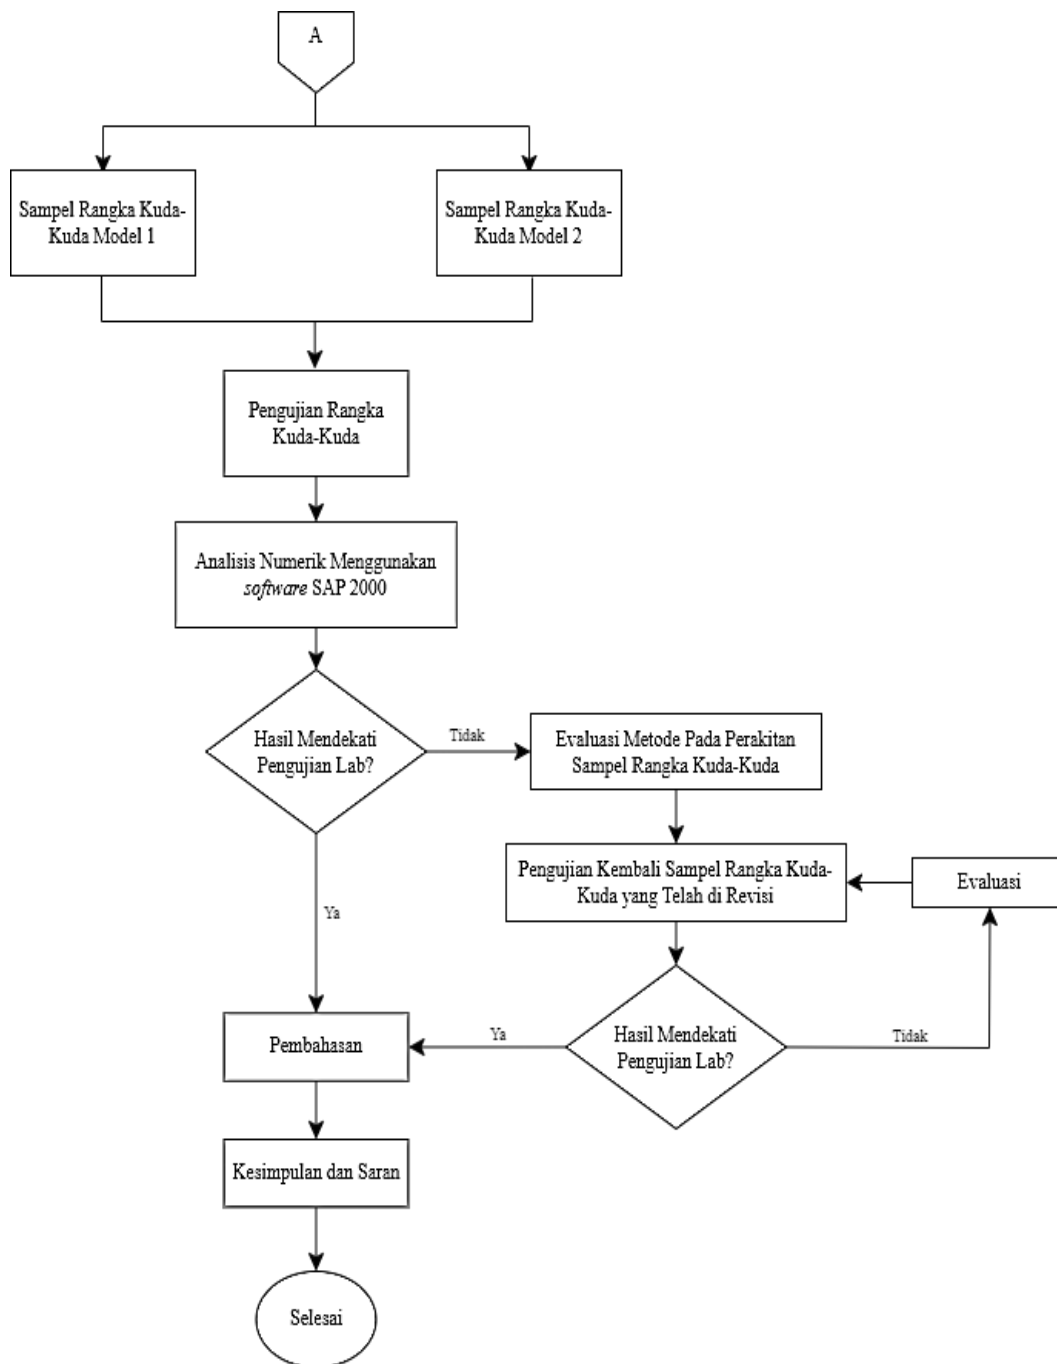 A
Sampel Rangka Kuda-
Kuda Model 1
Sampel Rangka Kuda-
Kuda Model 2
Pengujian Rangka
Kuda-Kuda
Analisis Numerik Menggunakan
software SAP 2000
Hasil Mendekati
Pengujian Lab?
Tidak
Evaluasi Metode Pada Perakitan
Sampel Rangka Kuda-Kuda
Pengujian Kembali Sampel Rangka Kuda-
Kuda yang Telah di Revisi
Evaluasi
Ya
Hasil Mendekati
Pengujian Lab?
Ya
Tidak
Pembahasan
Kesimpulan dan Saran
Selesai